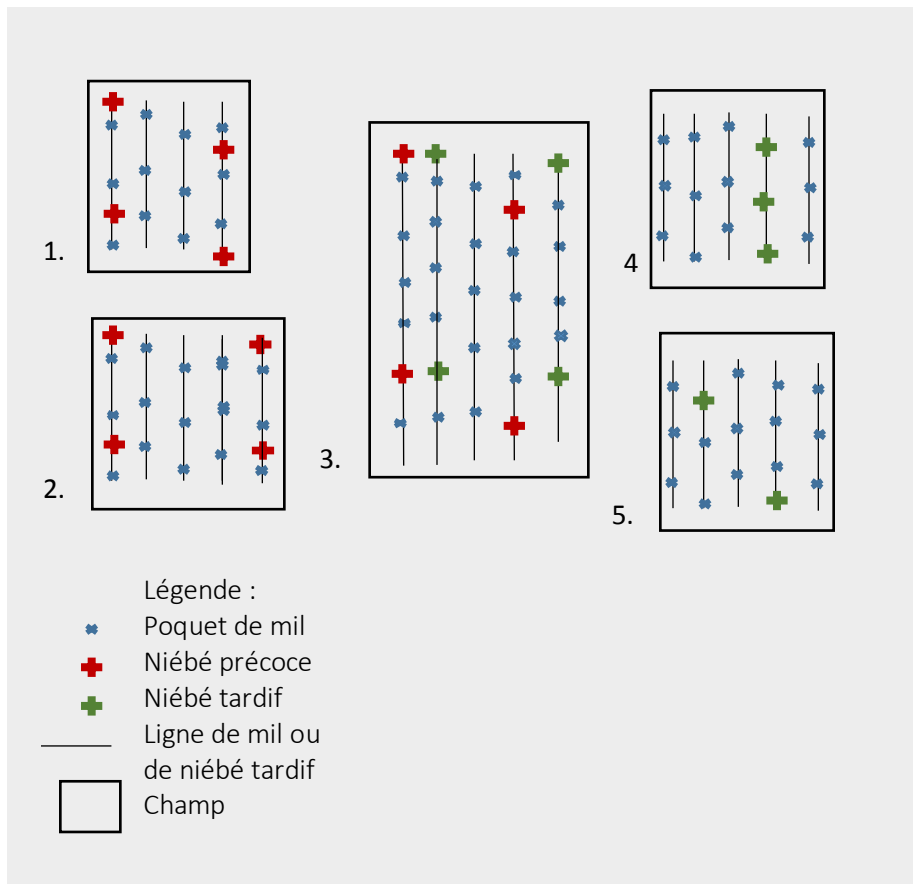 1.
2.
3.
4
5.
Légende :
Poquet de mil
Niébé précoce
Niébé tardif
Ligne de mil ou
de niébé tardif
Champ